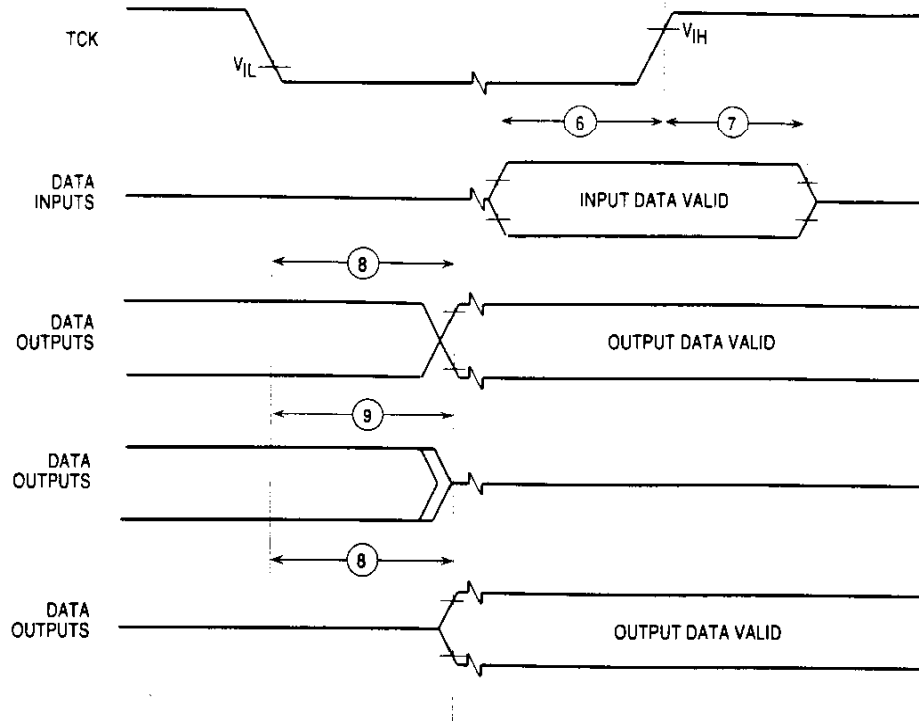 TCK
VIL
VIH
6
7
DATA
INPUTS
INPUT DATA VALID
8
DATA
OUTPUTS
OUTPUT DATA VALID
9
DATA
OUTPUTS
8
DATA
OUTPUTS
OUTPUT DATA VALID